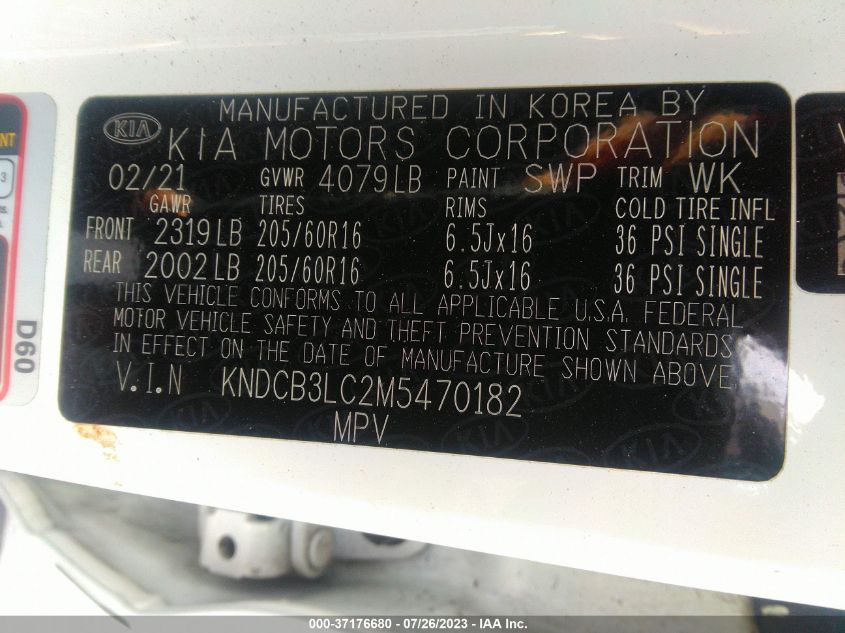 MANUFACTURED IN KOREA BY
KIA KIA MOTORS CORPORATION
02/21 GVWR 4079LB PAINT SWP TRIM WK
GAWR TIRES RIMS COLD TIRE INFL
FRONT 2319LB 205/60R16 6.5Jx16 36 PSI SINGLE
REAR 2002LB 205/60R16 6.5Jx16 36 PSI SINGLE
THIS VEHICLE CONFORMS TO ALL APPLICABLE U.S.A. FEDERAL
MOTOR VEHICLE SAFETY AND THEFT PREVENTION STANDARDS
IN EFFECT ON THE DATE OF MANUFACTURE SHOWN ABOVE.
V.I.N KNDCB3LC2M5470182
MPV
NT
3
D60
000-37176680 - 07/26/2023 - IAA Inc.